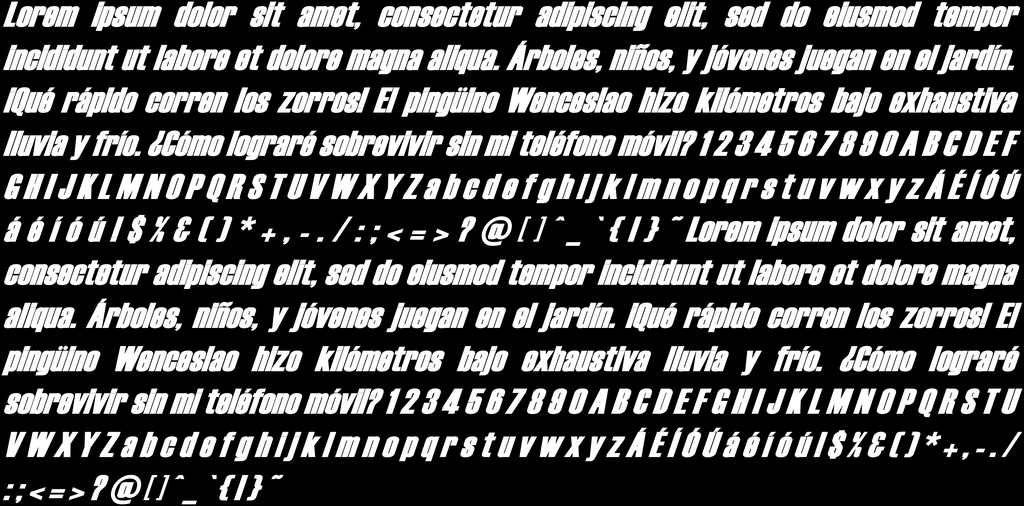 Lorem ipsum dolor sit amet, consectetur adipiscing elit, sed do eiusmod tempor
incididunt ut labore et dolore magna aliqua. Árboles, niños, y jóvenes juegan en el jardín.
¡Qué rápido corren los zorros! El pingüino Wenceslao hizo kilómetros bajo exhaustiva
lluvia y frío. ¿Cómo lograré sobrevivir sin mi teléfono móvil? 1 2 3 4 5 6 7 8 9 0 A B C D E F
G H I J K L M N O P Q R S T U V W X Y Z a b c d e f g h i j k l m n o p q r s t u v w x y z Á É Í Ó Ú
á é í ó ú ! $ % & ( ) * + , - . / : ; < = > ? @ [ ] ^ _ ` { | } ~ Lorem ipsum dolor sit amet,
consectetur adipiscing elit, sed do eiusmod tempor incididunt ut labore et dolore magna
aliqua. Árboles, niños, y jóvenes juegan en el jardín. ¡Qué rápido corren los zorros! El
pingüino Wenceslao hizo kilómetros bajo exhaustiva lluvia y frío. ¿Cómo lograré
sobrevivir sin mi teléfono móvil? 1 2 3 4 5 6 7 8 9 0 A B C D E F G H I J K L M N O P Q R S T U
V W X Y Z a b c d e f g h i j k l m n o p q r s t u v w x y z Á É Í Ó Ú á é í ó ú ! $ % & ( ) * + , - . /
: ; < = > ? @ [ ] ^ _ ` { | } ~